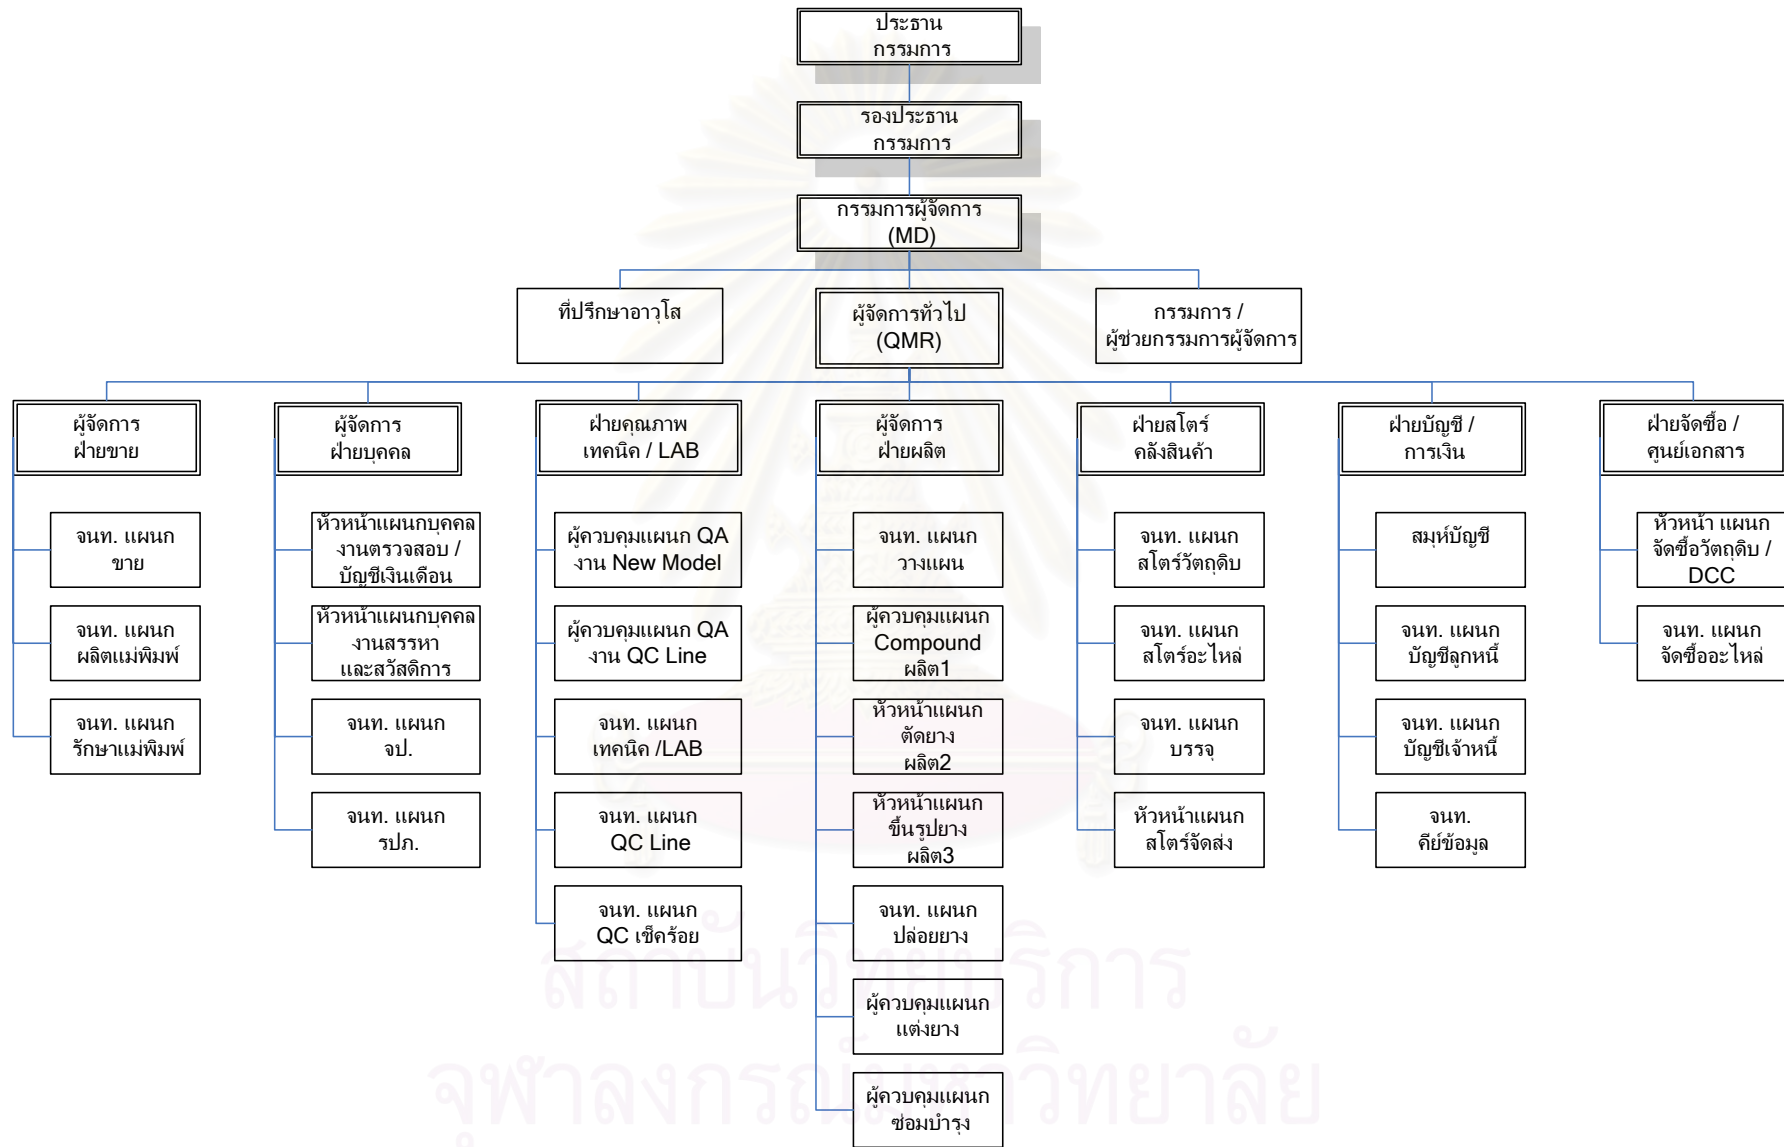 ประธาน
กรรมการ
รองประธาน
กรรมการ
กรรมการผู้จัดการ
(MD)
ที่ปรึกษาอาวุโส
ผู้จัดการทั่วไป
(QMR)
กรรมการ /
ผู้ช่วยกรรมการผู้จัดการ
ผู้จัดการ
ฝ่ายขาย
จนท. แผนก
ขาย
จนท. แผนก
ผลิตแม่พิมพ์
จนท. แผนก
รักษาแม่พิมพ์
ผู้จัดการ
ฝ่ายบุคคล
หัวหน้าแผนกบุคคล
งานตรวจสอบ /
บัญชีเงินเดือน
หัวหน้าแผนกบุคคล
งานสรรหา
และสวัสดิการ
จนท. แผนก
จป.
จนท. แผนก
รปภ.
ฝ่ายคุณภาพ
เทคนิค / LAB
ผู้ควบคุมแผนก QA
งาน New Model
ผู้ควบคุมแผนก QA
งาน QC Line
จนท. แผนก
เทคนิค /LAB
จนท. แผนก
QC Line
จนท. แผนก
QC เช็คร้อย
ผู้จัดการ
ฝ่ายผลิต
จนท. แผนก
วางแผน
ผู้ควบคุมแผนก
Compound
ผลิต1
หัวหน้าแผนก
ตัดยาง
ผลิต2
หัวหน้าแผนก
ขึ้นรูปยาง
ผลิต3
จนท. แผนก
ปล่อยยาง
ผู้ควบคุมแผนก
แต่งยาง
ผู้ควบคุมแผนก
ซ่อมบำรุง
ฝ่ายสโตร์
คลังสินค้า
จนท. แผนก
สโตร์วัตถุดิบ
จนท. แผนก
สโตร์อะไหล่
จนท. แผนก
บรรจุ
หัวหน้าแผนก
สโตร์จัดส่ง
ฝ่ายบัญชี /
การเงิน
สมุห์บัญชี
จนท. แผนก
บัญชีลูกหนี้
จนท. แผนก
บัญชีเจ้าหนี้
จนท.
คีย์ข้อมูล
ฝ่ายจัดซื้อ /
ศูนย์เอกสาร
หัวหน้า แผนก
จัดซื้อวัตถุดิบ /
DCC
จนท. แผนก
จัดซื้ออะไหล่
สถาบันวิทยบริการ
จุฬาลงกรณ์มหาวิทยาลัย